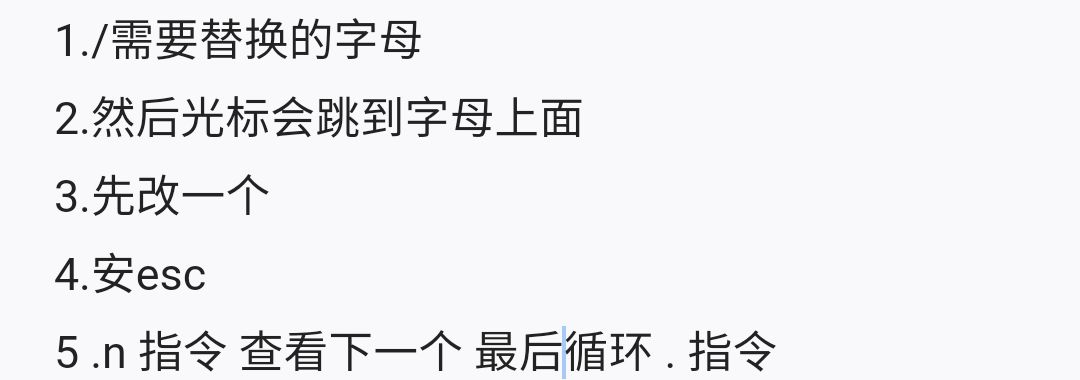 1./需要替换的字母
2.然后光标会跳到字母上面
3.先改一个
4.安esc
5 .n 指令 查看下一个 最后循环 . 指令